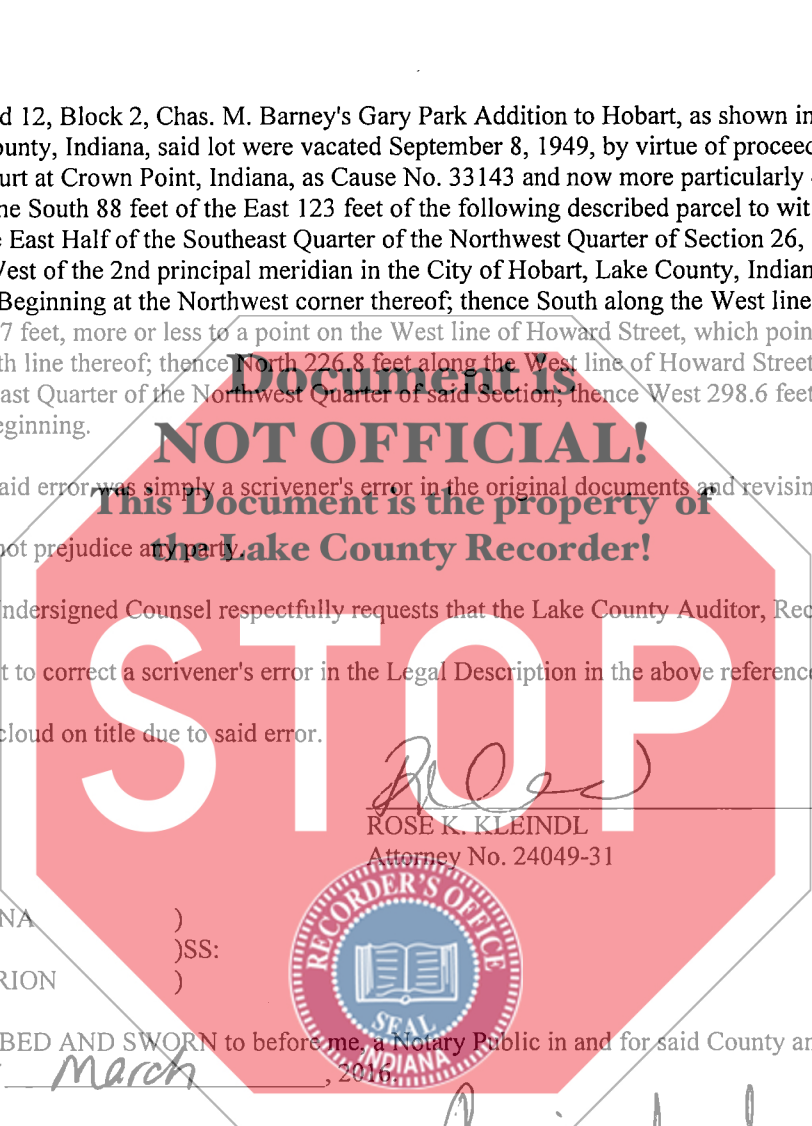 d 12, Block 2, Chas. M. Barney's Gary Park Addition to Hobart, as shown in
ounty, Indiana, said lot were vacated September 8, 1949, by virtue of proceed
urt at Crown Point, Indiana, as Cause No. 33143 and now more particularly
he South 88 feet of the East 123 feet of the following described parcel to wit
e East Half of the Southeast Quarter of the Northwest Quarter of Section 26,
West of the 2nd principal meridian in the City of Hobart, Lake County, Indian
Beginning at the Northwest corner thereof; thence South along the West line
7 feet, more or less to a point on the West line of Howard Street, which poin
th line thereof; thence North 226.8 feet along the West line of Howard Street
Document is
ast Quarter of the Northwest Quarter of said Section; thence West 298.6 feet
eginning.
NOT OFFICIAL!
aid error was simply a scrivener's error in the original documents and revisin
This Document is the property of
the Lake County Recorder!
not prejudice any party.
ndersigned Counsel respectfully requests that the Lake County Auditor, Rec
t to correct a scrivener's error in the Legal Description in the above reference
STOP
cloud on title due to said error.
ROSE K. KLEINDL
Attorney No. 24049-31
RECORDER'S OFFICE
SEAL
INDIANA
NA )
)SS:
RION )
BED AND SWORN to before me, a Notary Public in and for said County an
March, 2016.